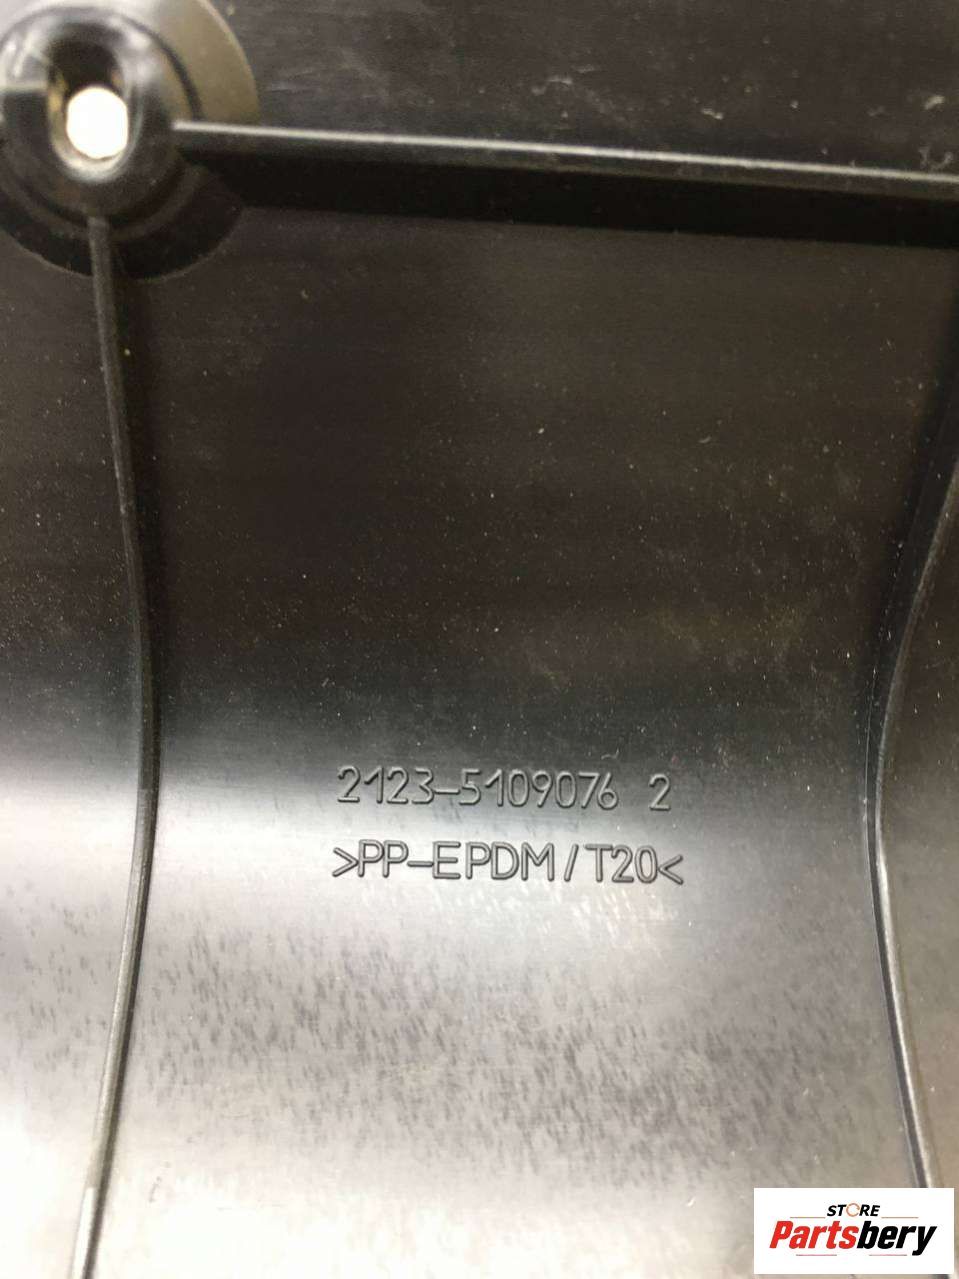 2123-5109076 2
>PP-EPDM/T20<
STORE
Partsbery